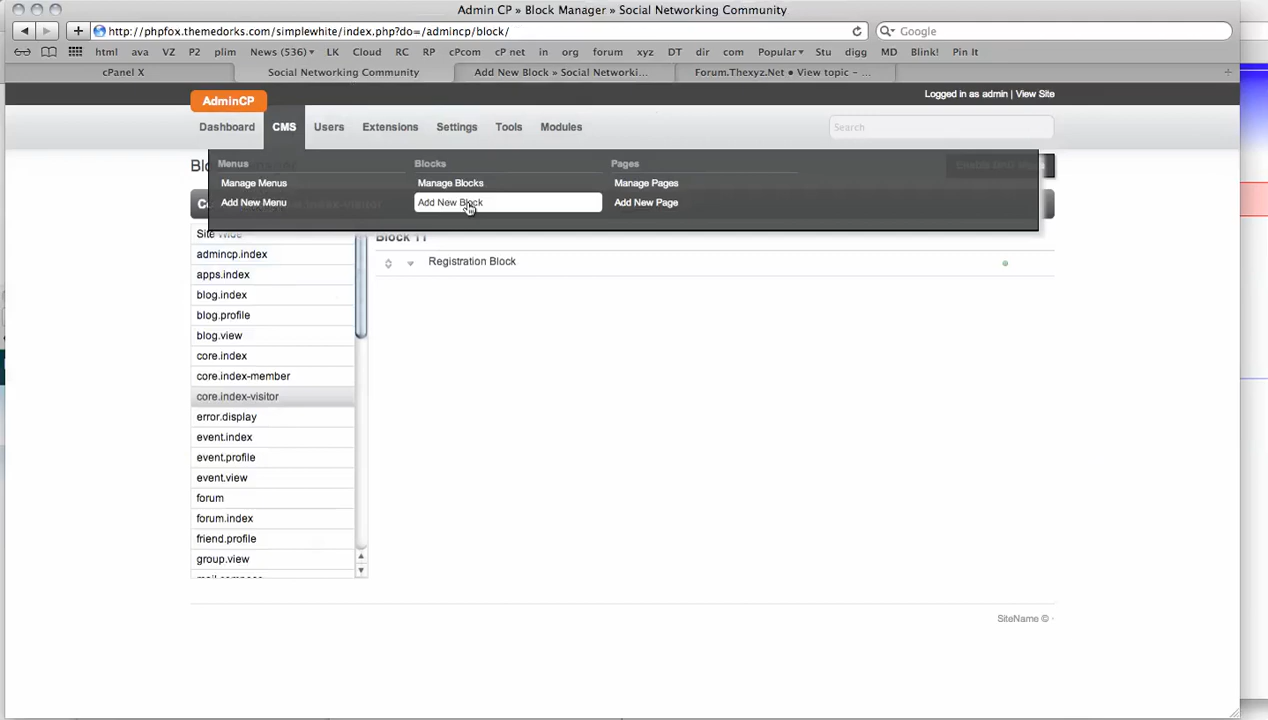 Admin CP » Block Manager » Social Networking Community
http://phpfox.themedorks.com/simplewhite/index.php?do=/admincp/block/
Google
html ava VZ P2 plim News (536) LK Cloud RC RP cPcom cP net in org forum xyz DT dir com Popular Stu digg MD Blink! Pin It
cPanel X
Social Networking Community
Add New Block » Social Networki...
Forum.Thexyz.Net • View topic – ...
AdminCP
Logged in as admin | View Site
Dashboard CMS Users Extensions Settings Tools Modules
Search
Menus Blocks Pages
Manage Menus Manage Blocks Manage Pages
Add New Menu Add New Block Add New Page
Site Wide
Block 11
admincp.index
Registration Block
apps.index
blog.index
blog.profile
blog.view
core.index
core.index-member
core.index-visitor
error.display
event.index
event.profile
event.view
forum
forum.index
friend.profile
group.view
SiteName © ·